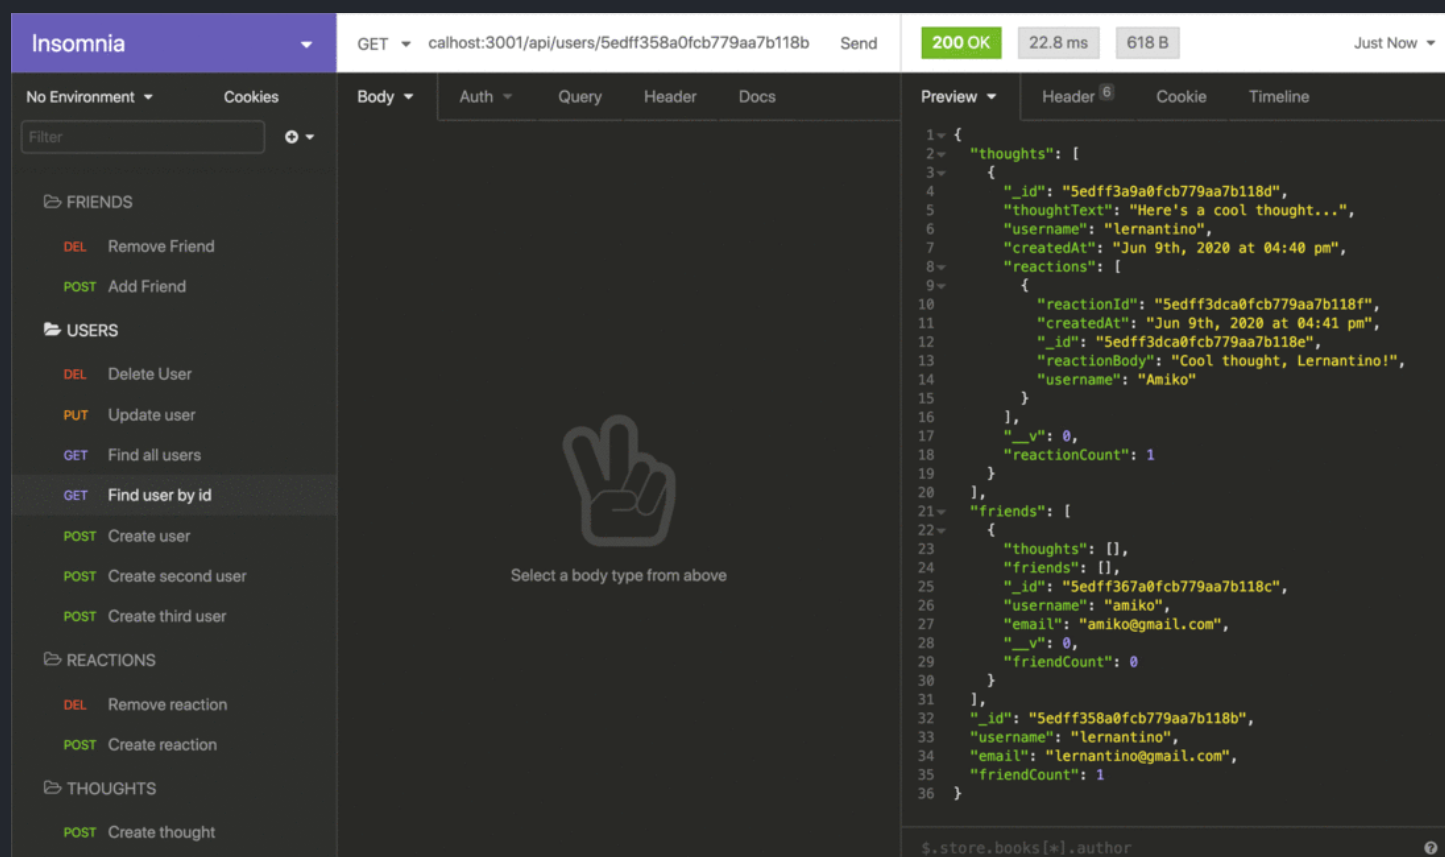 Insomnia
GET calhost:3001/api/users/5edff358a0fcb779aa7b118b Send
200 OK 22.8 ms 618 B Just Now
No Environment Cookies
Filter
FRIENDS
DEL Remove Friend
POST Add Friend
USERS
DEL Delete User
PUT Update user
GET Find all users
GET Find user by id
POST Create user
POST Create second user
POST Create third user
REACTIONS
DEL Remove reaction
POST Create reaction
THOUGHTS
POST Create thought
Body Auth Query Header Docs
Select a body type from above
Preview Header 6 Cookie Timeline
1 {
2 "thoughts": [
3 {
4 "_id": "5edff3a9a0fcb779aa7b118d",
5 "thoughtText": "Here's a cool thought...",
6 "username": "lernantino",
7 "createdAt": "Jun 9th, 2020 at 04:40 pm",
8 "reactions": [
9 {
10 "reactionId": "5edff3dca0fcb779aa7b118f",
11 "createdAt": "Jun 9th, 2020 at 04:41 pm",
12 "_id": "5edff3dca0fcb779aa7b118e",
13 "reactionBody": "Cool thought, Lernantino!",
14 "username": "Amiko"
15 }
16 ],
17 "__v": 0,
18 "reactionCount": 1
19 }
20 ],
21 "friends": [
22 {
23 "thoughts": [],
24 "friends": [],
25 "_id": "5edff367a0fcb779aa7b118c",
26 "username": "amiko",
27 "email": "amiko@gmail.com",
28 "__v": 0,
29 "friendCount": 0
30 }
31 ],
32 "_id": "5edff358a0fcb779aa7b118b",
33 "username": "lernantino",
34 "email": "lernantino@gmail.com",
35 "friendCount": 1
36 }
$.store.books[*].author